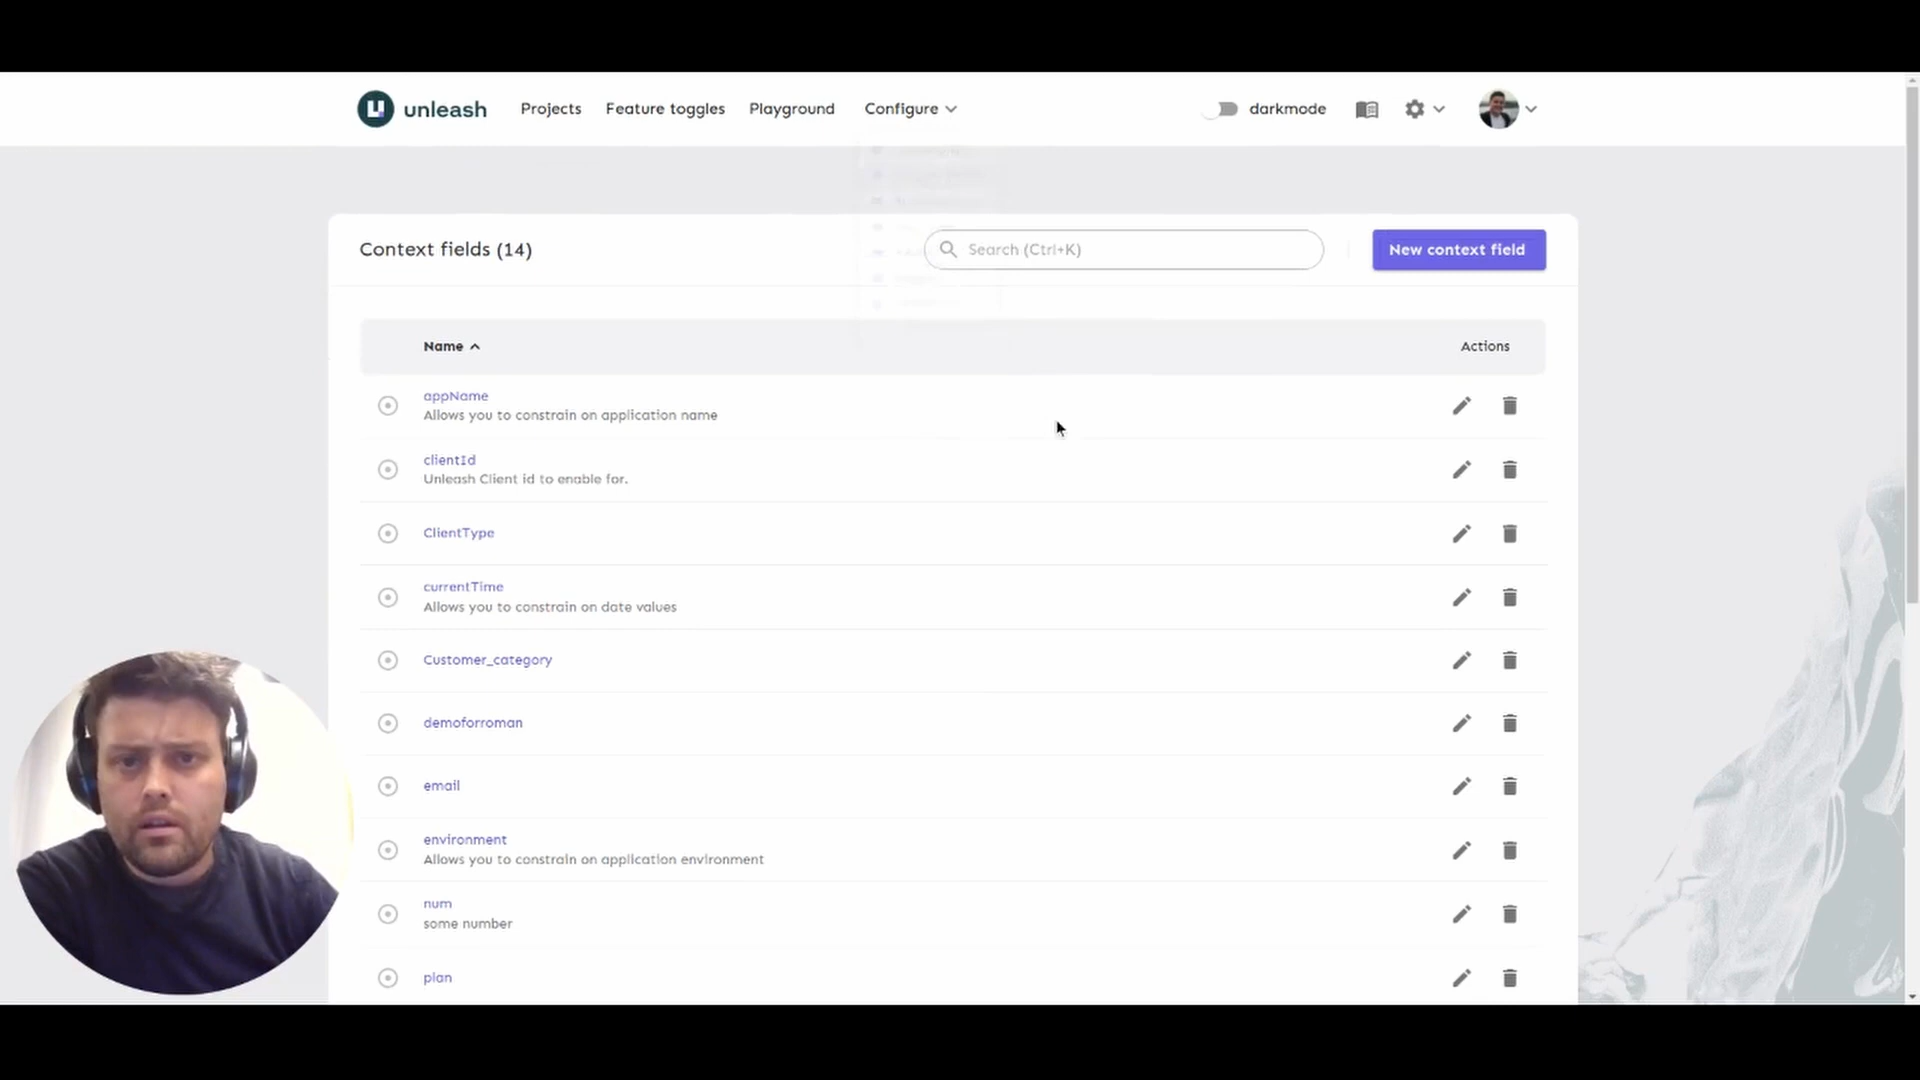 unleash
Projects
Feature toggles
Playground
Configure
darkmode
Context fields (14)
Search (Ctrl+K)
New context field
Name
Actions
appName
Allows you to constrain on application name
clientId
Unleash Client id to enable for.
ClientType
currentTime
Allows you to constrain on date values
Customer_category
demoforroman
email
environment
Allows you to constrain on application environment
num
some number
plan